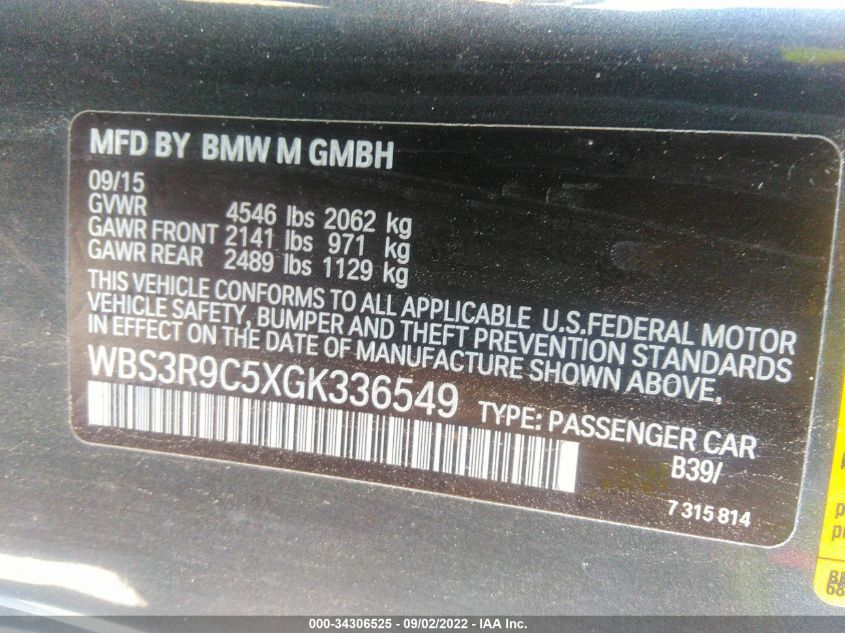 MFD BY BMW M GMBH
09/15
GVWR 4546 lbs 2062 kg
GAWR FRONT 2141 lbs 971 kg
GAWR REAR 2489 lbs 1129 kg
THIS VEHICLE CONFORMS TO ALL APPLICABLE U.S.FEDERAL MOTOR
VEHICLE SAFETY, BUMPER AND THEFT PREVENTION STANDARDS
IN EFFECT ON THE DATE OF MANUFACTURE SHOWN ABOVE.
WBS3R9C5XGK336549 TYPE: PASSENGER CAR
B39/
7 315 814
000 - 34306525 - 09/02/2022 - IAA Inc.